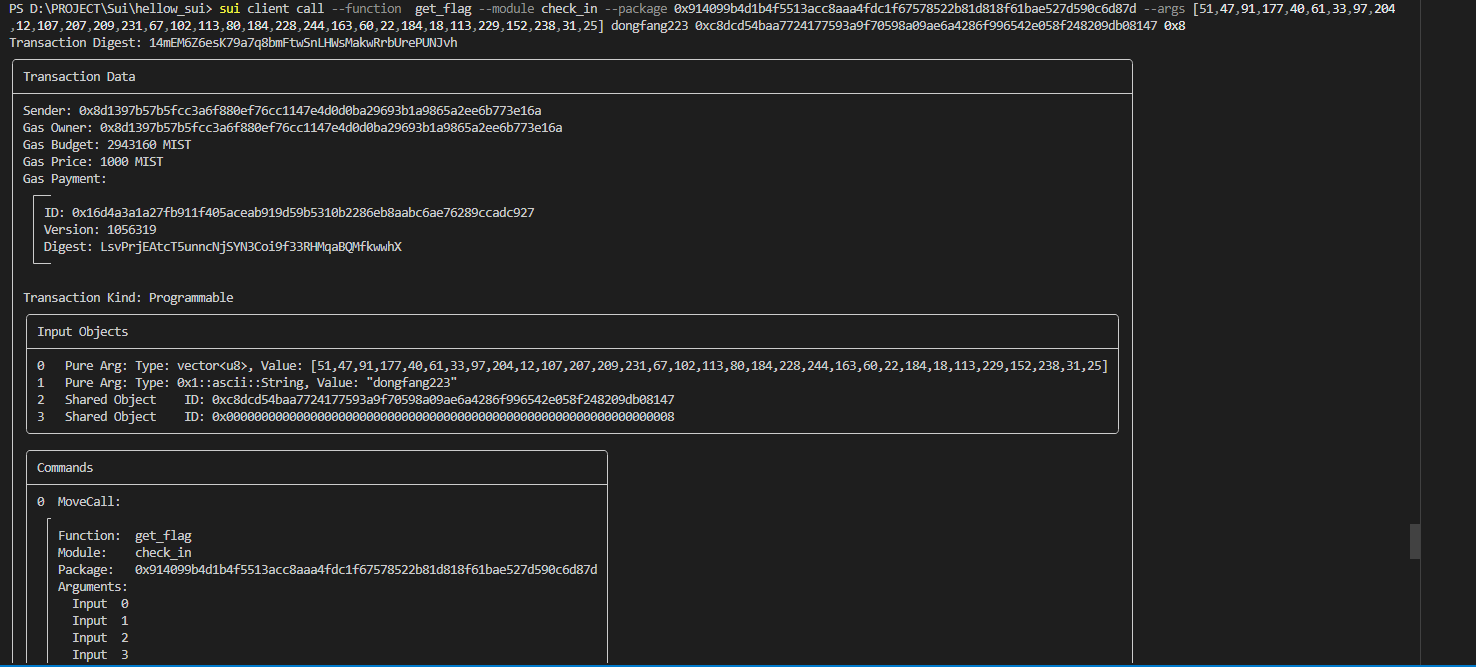 PS D:\PROJECT\Sui\hellow_sui> sui client call --function  get_flag --module check_in --package 0x914099b4d1b4f5513acc8aaa4fdc1f67578522b81d818f61bae527d590c6d87d --args [51,47,91,177,40,61,33,97,204
,12,107,207,209,231,67,102,113,80,184,228,244,163,60,22,184,18,113,229,152,238,31,25] dongfang223 0xc8dcd54baa7724177593a9f70598a09ae6a4286f996542e058f248209db08147 0x8
Transaction Digest: 14mEM6Z6esK79a7q8bmFtwSnLHWsMakwRrbUrePUNJvh
Transaction Data
Sender: 0x8d1397b57b5fcc3a6f880ef76cc1147e4d0d0ba29693b1a9865a2ee6b773e16a
Gas Owner: 0x8d1397b57b5fcc3a6f880ef76cc1147e4d0d0ba29693b1a9865a2ee6b773e16a
Gas Budget: 2943160 MIST
Gas Price: 1000 MIST
Gas Payment:
ID: 0x16d4a3a1a27fb911f405aceab919d59b5310b2286eb8aabc6ae76289ccadc927
Version: 1056319
Digest: LsvPrjEAtcT5unncNjSYN3Coi9f33RHMqaBQMfkwwhX
Transaction Kind: Programmable
Input Objects
0   Pure Arg: Type: vector<u8>, Value: [51,47,91,177,40,61,33,97,204,12,107,207,209,231,67,102,113,80,184,228,244,163,60,22,184,18,113,229,152,238,31,25]
1   Pure Arg: Type: 0x1::ascii::String, Value: "dongfang223"
2   Shared Object    ID: 0xc8dcd54baa7724177593a9f70598a09ae6a4286f996542e058f248209db08147
3   Shared Object    ID: 0x0000000000000000000000000000000000000000000000000000000000000008
Commands
0  MoveCall:
Function:  get_flag
Module:    check_in
Package:   0x914099b4d1b4f5513acc8aaa4fdc1f67578522b81d818f61bae527d590c6d87d
Arguments:
Input  0
Input  1
Input  2
Input  3